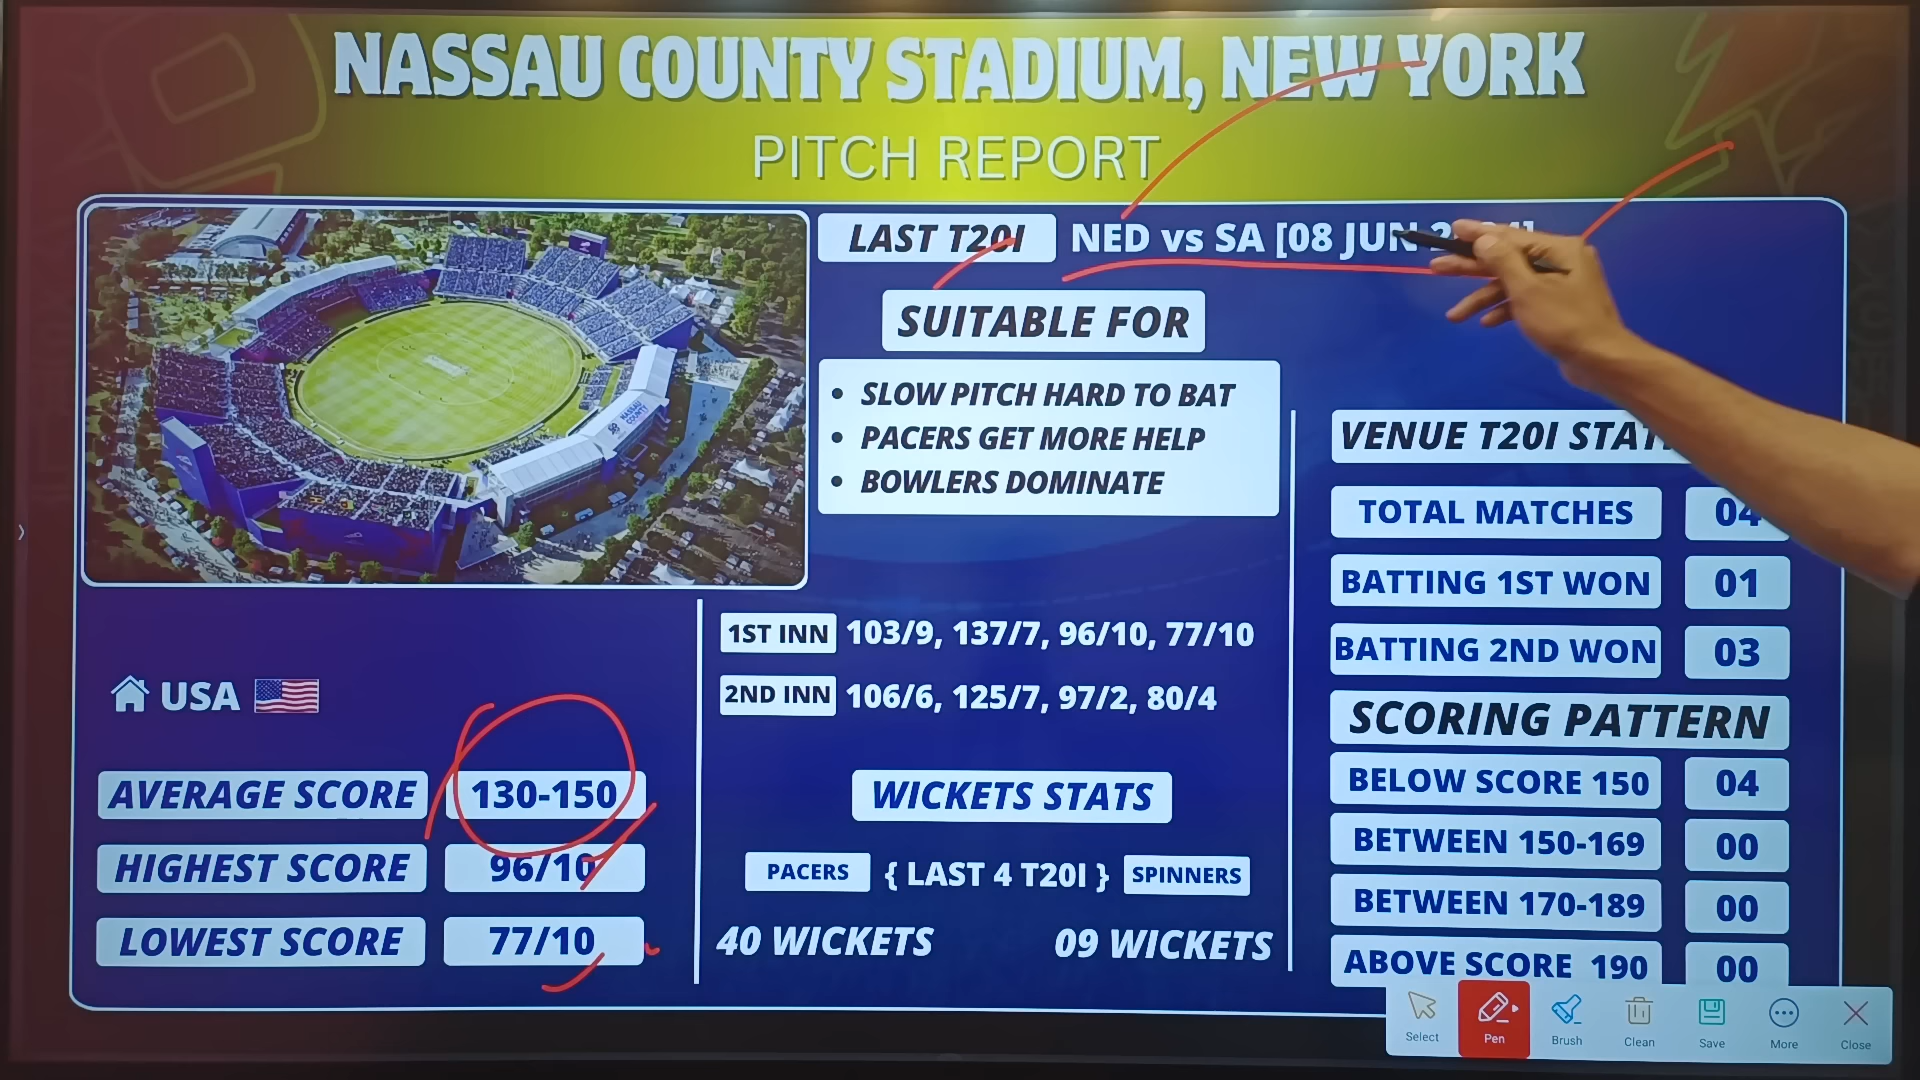 NASSAU COUNTY STADIUM, NEW YORK
PITCH REPORT
LAST T20I NED vs SA [08 JUN
SUITABLE FOR
• SLOW PITCH HARD TO BAT
• PACERS GET MORE HELP
• BOWLERS DOMINATE
NASSAU COUNTY
USA
AVERAGE SCORE 130-150
HIGHEST SCORE 96/10
LOWEST SCORE 77/10
1ST INN 103/9, 137/7, 96/10, 77/10
2ND INN 106/6, 125/7, 97/2, 80/4
WICKETS STATS
PACERS { LAST 4 T20I } SPINNERS
40 WICKETS 09 WICKETS
VENUE T20I
TOTAL MATCHES 04
BATTING 1ST WON 01
BATTING 2ND WON 03
SCORING PATTERN
BELOW SCORE 150 04
BETWEEN 150-169 00
BETWEEN 170-189 00
ABOVE SCORE 190 00
Select Pen Brush Clean Save More Close